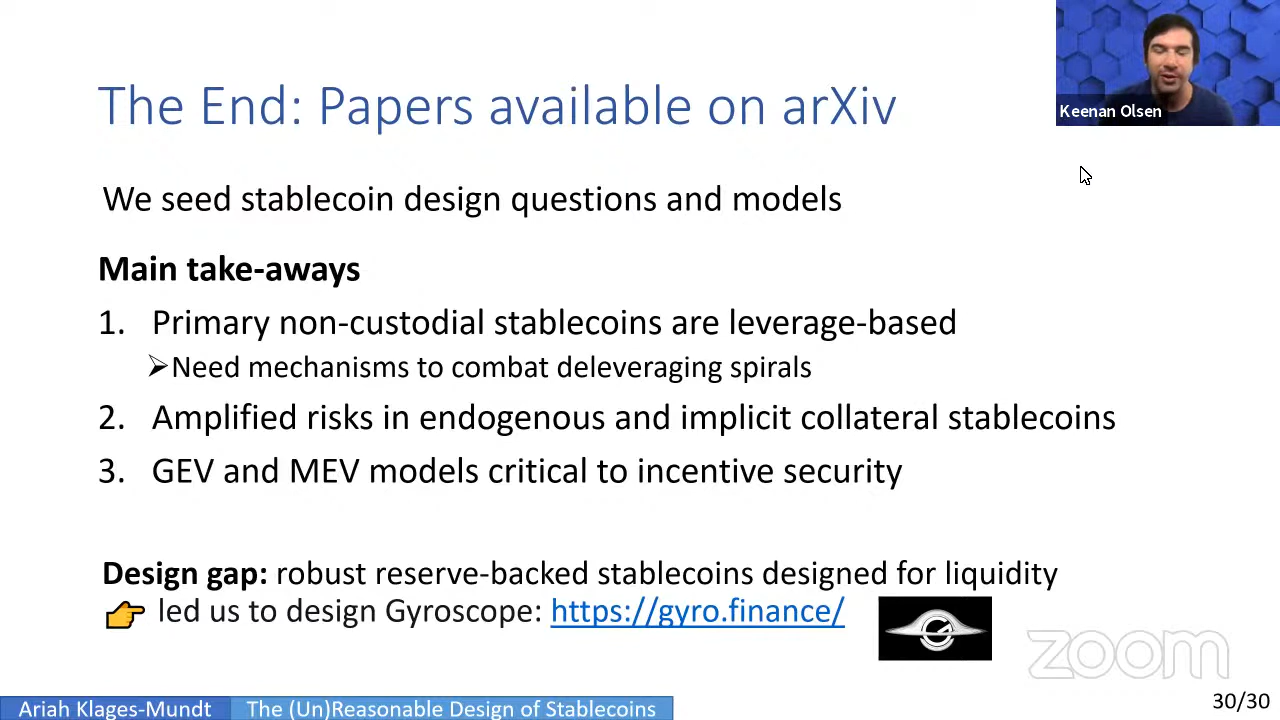 The End: Papers available on arXiv
Keenan Olsen
We seed stablecoin design questions and models
Main take-aways
1. Primary non-custodial stablecoins are leverage-based
➢Need mechanisms to combat deleveraging spirals
2. Amplified risks in endogenous and implicit collateral stablecoins
3. GEV and MEV models critical to incentive security
Design gap: robust reserve-backed stablecoins designed for liquidity
👉 led us to design Gyroscope: https://gyro.finance/
zoom
Ariah Klages-Mundt
The (Un)Reasonable Design of Stablecoins
30/30